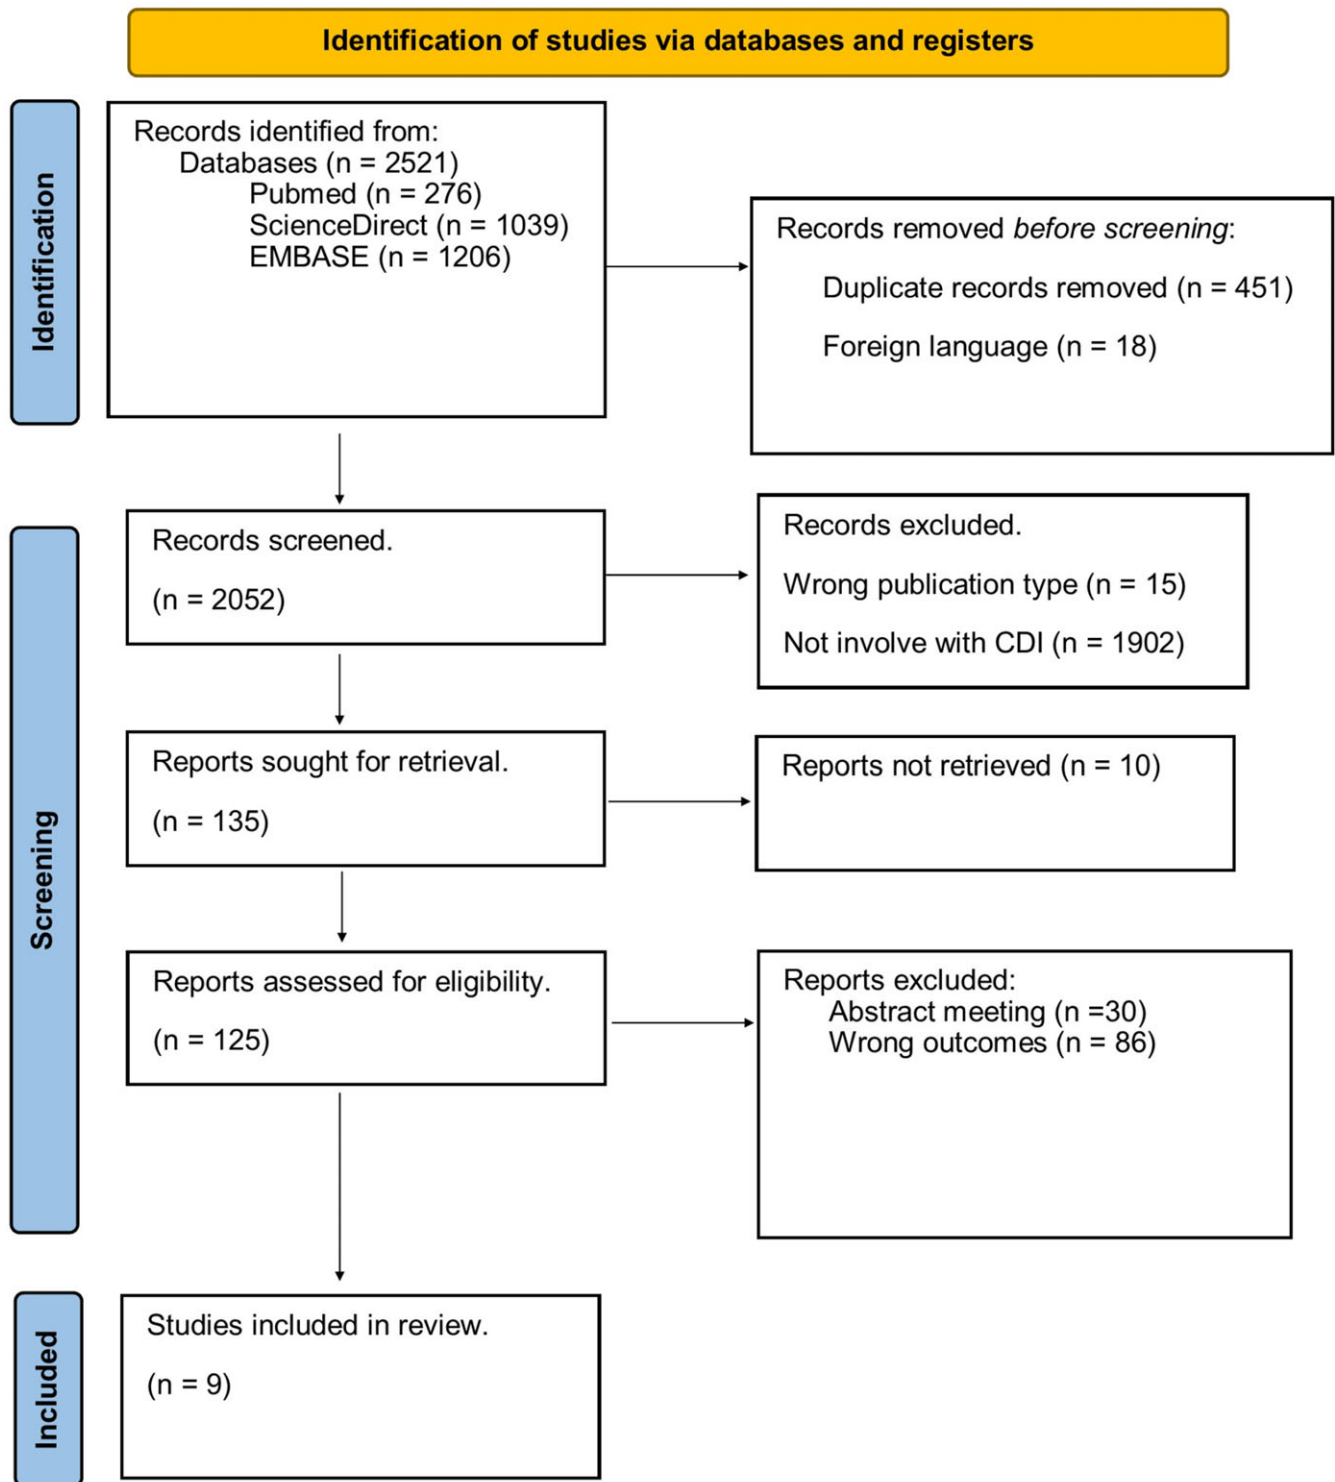 Identification of studies via databases and registers
Identification
Records identified from:
Databases (n = 2521)
Pubmed (n = 276)
ScienceDirect (n = 1039)
EMBASE (n = 1206)
Records removed before screening:
Duplicate records removed (n = 451)
Foreign language (n = 18)
Screening
Records screened.
(n = 2052)
Records excluded.
Wrong publication type (n = 15)
Not involve with CDI (n = 1902)
Reports sought for retrieval.
(n = 135)
Reports not retrieved (n = 10)
Reports assessed for eligibility.
(n = 125)
Reports excluded:
Abstract meeting (n =30)
Wrong outcomes (n = 86)
Included
Studies included in review.
(n = 9)